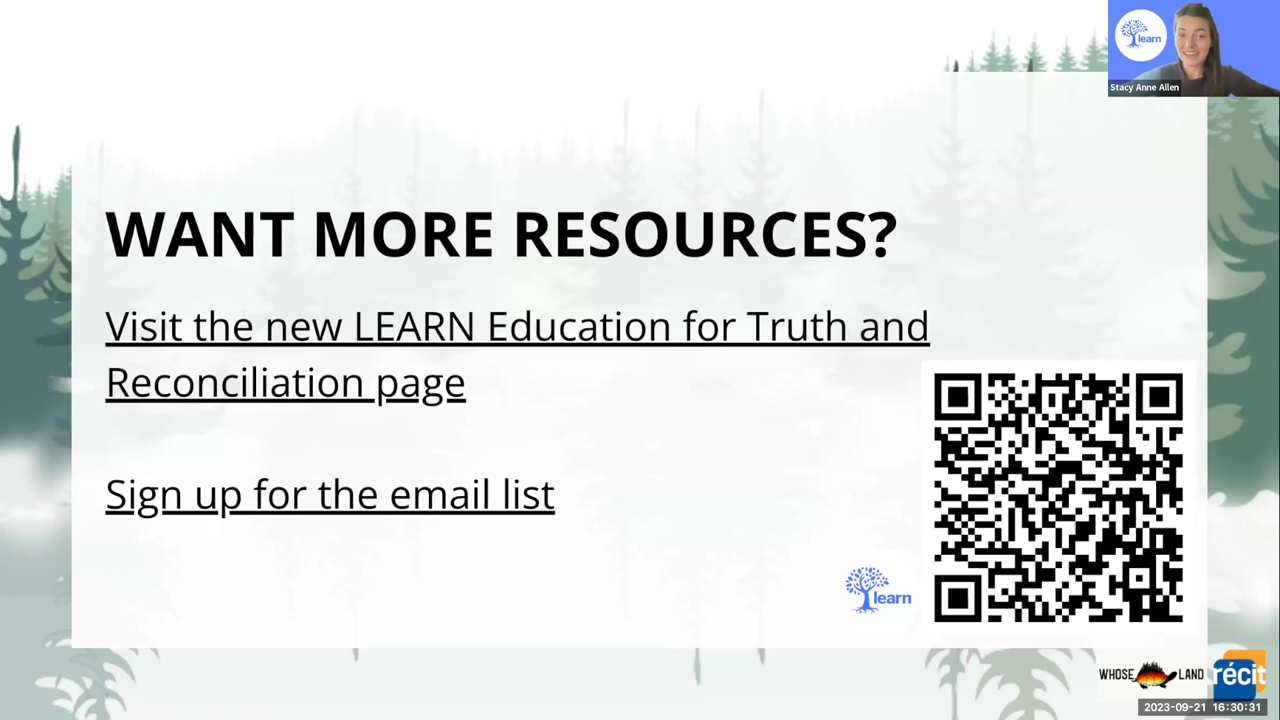 learn
Stacy Anne Allen
WANT MORE RESOURCES?
Visit the new LEARN Education for Truth and
Reconciliation page
Sign up for the email list
learn
WHOSE LAND
récit
2023-09-21 16:30:31